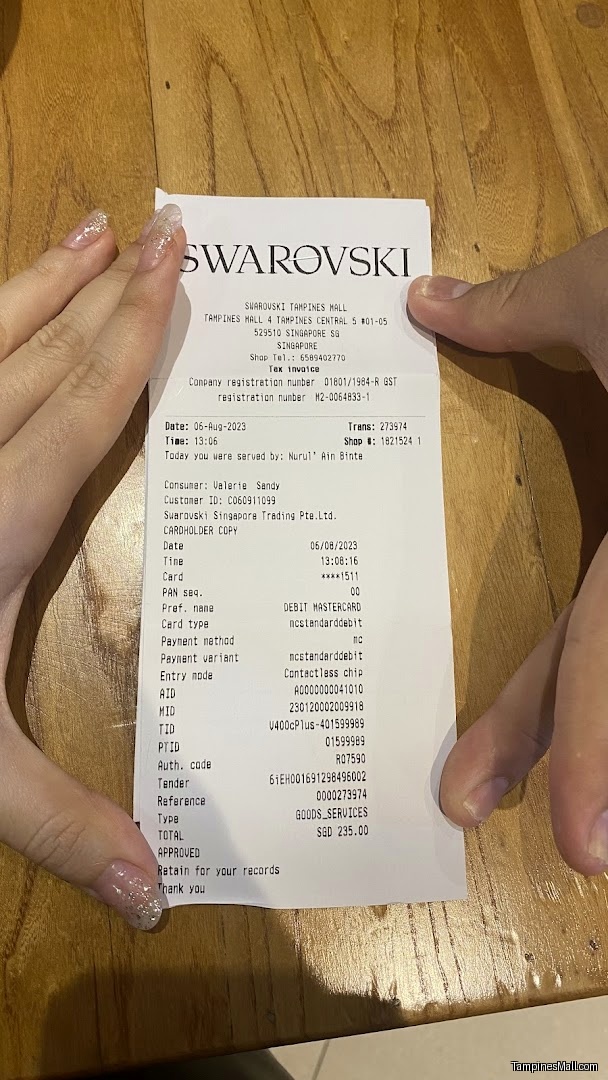 SWAROVSKI
SWAROVSKI TAMPINES MALL
TAMPINES MALL 4 TAMPINES CENTRAL 5 #01-05
529510 SINGAPORE SG
SINGAPORE
Shop Tel.: 6589402770
Tax invoice
Company registration number 01801/1984-R GST
registration number M2-0064833-1
Date: 06-Aug-2023 Trans: 273974
Time: 13:06 Shop #: 1821524 1
Today you were served by: Nurul' Ain Binte
Consumer: Valerie Sandy
Customer ID: C060911099
Swarovski Singapore Trading Pte.Ltd.
CARDHOLDER COPY
Date 06/08/2023
Time 13:08:16
Card ****1511
PAN seq. 00
Pref. name DEBIT MASTERCARD
Card type mcstandarddebit
Payment method mc
Payment variant mcstandarddebit
Entry mode Contactless chip
AID A0000000041010
MID 230120002009918
TID V400cPlus-401599989
PTID 01599989
Auth. code R07590
Tender 6iEH001691298496002
Reference 0000273974
Type GOODS_SERVICES
TOTAL SGD 235.00
APPROVED
Retain for your records
Thank you
TampinesMall.com